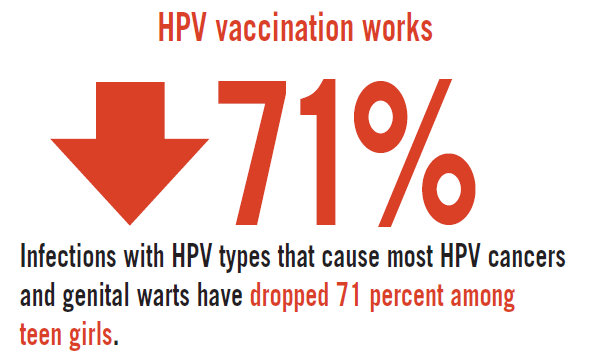 HPV vaccination works
71%
Infections with HPV types that cause most HPV cancers
and genital warts have dropped 71 percent among
teen girls.